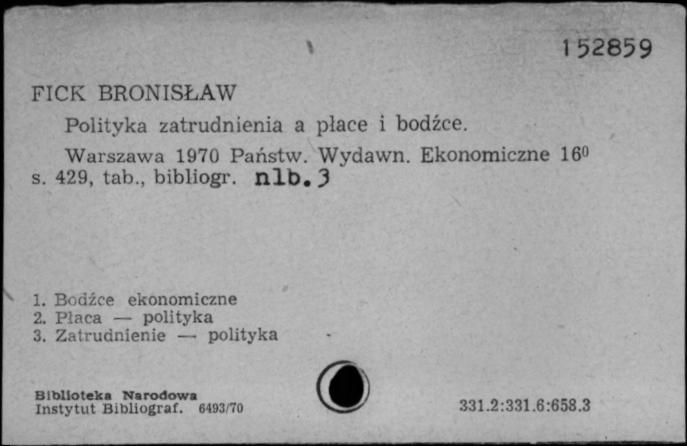 152859
FICK BRONISŁAW
Polityka zatrudnienia a płace i bodźce.
Warszawa 1970 Państw. Wydawn. Ekonomiczne 16⁰
s. 429, tab., bibliogr. nlb. 3
1. Bodźce ekonomiczne
2. Płaca — polityka
3. Zatrudnienie — polityka
Biblioteka Narodowa
Instytut Bibliograf. 6493/70
331.2:331.6:658.3